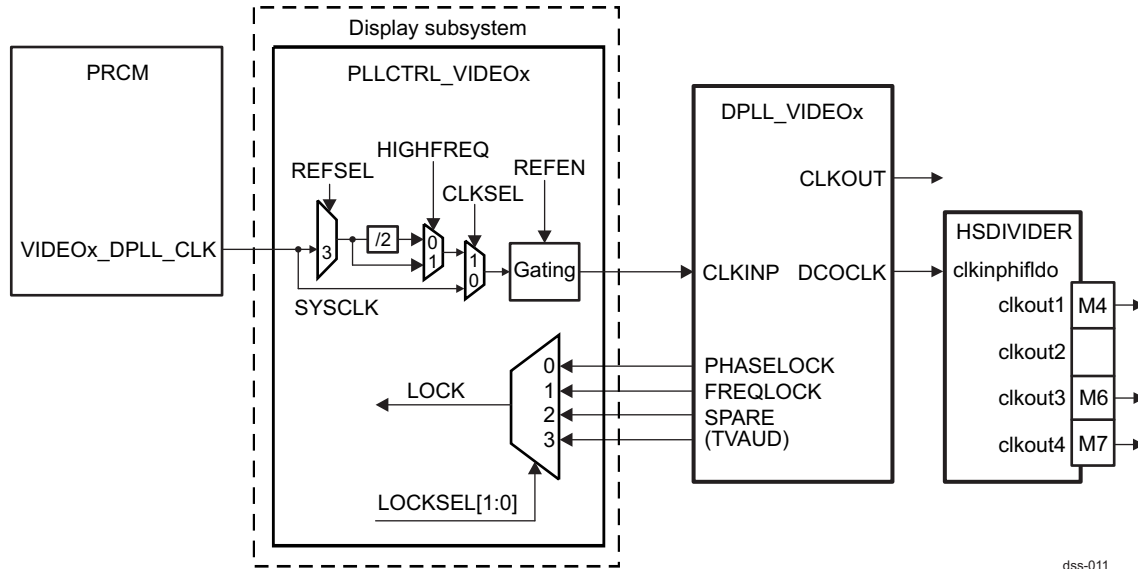 Display subsystem
PRCM
PLLCTRL_VIDEOx
DPLL_VIDEOx
HIGHFREQ
REFSEL
REFEN
CLKSEL
CLKOUT
/2
0
1
3
1
0
Gating
VIDEOx_DPLL_CLK
SYSCLK
CLKINP
DCOCLK
HSDIVIDER
clkinphifldo
clkout1
M4
clkout2
clkout3
M6
clkout4
M7
0
1
2
3
PHASELOCK
FREQLOCK
SPARE
(TVAUD)
LOCK
LOCKSEL[1:0]
dss-011